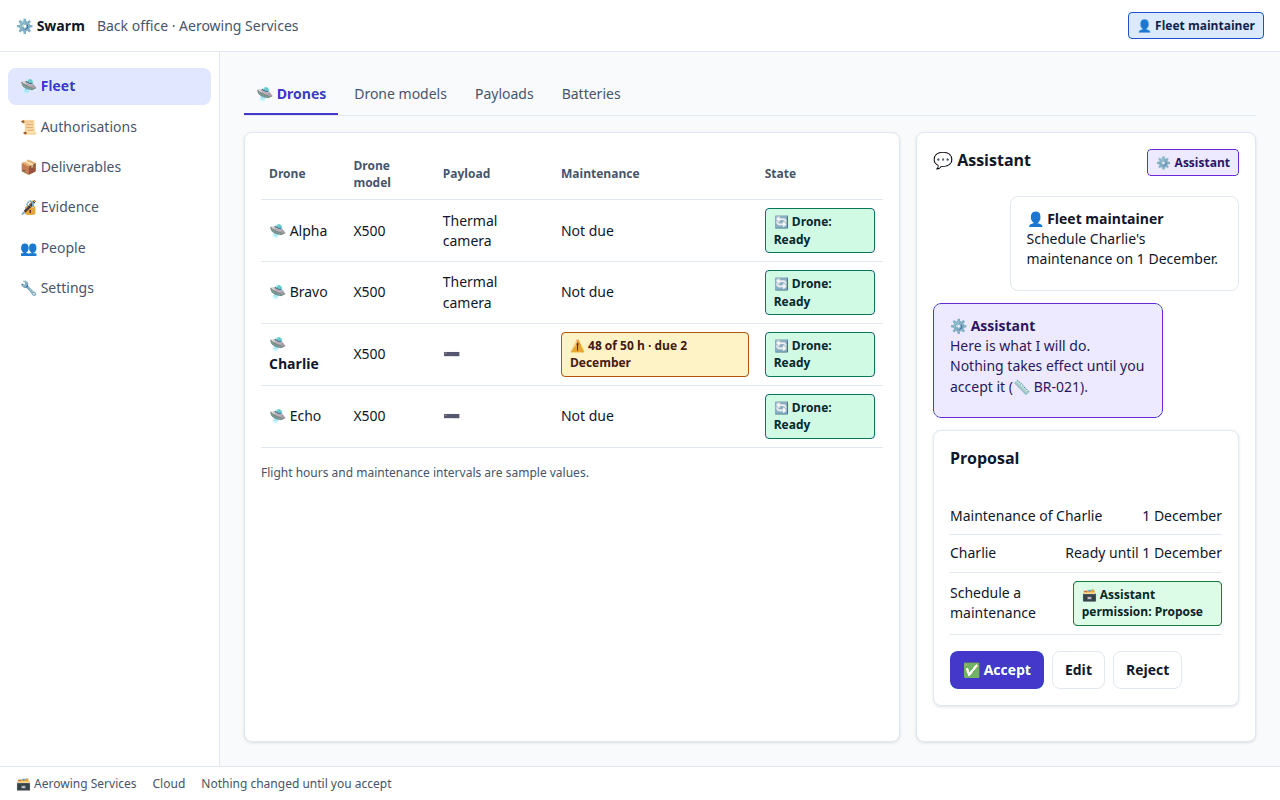 ⚙️ Swarm Back office · Aerowing Services
👤 Fleet maintainer
🛸 Fleet
📜 Authorisations
📦 Deliverables
🔏 Evidence
👥 People
🔧 Settings
🛸 Drones Drone models Payloads Batteries
Drone Drone model Payload Maintenance State
🛸 Alpha X500 Thermal camera Not due 🔄 Drone: Ready
🛸 Bravo X500 Thermal camera Not due 🔄 Drone: Ready
🛸 Charlie X500 ➖ ⚠️ 48 of 50 h · due 2 December 🔄 Drone: Ready
🛸 Echo X500 ➖ Not due 🔄 Drone: Ready
Flight hours and maintenance intervals are sample values.
💬 Assistant
⚙️ Assistant
👤 Fleet maintainer
Schedule Charlie's
maintenance on 1 December.
⚙️ Assistant
Here is what I will do.
Nothing takes effect until you
accept it (📏 BR-021).
Proposal
Maintenance of Charlie 1 December
Charlie Ready until 1 December
Schedule a maintenance 🗃️ Assistant permission: Propose
✅ Accept Edit Reject
🗃️ Aerowing Services Cloud Nothing changed until you accept